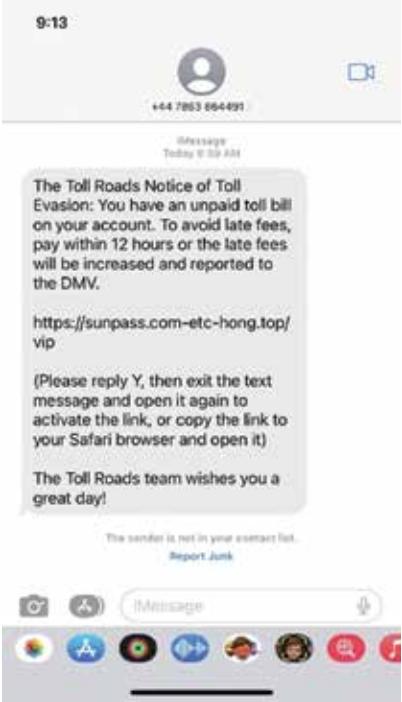 9:13
+44 7863 664491
iMessage
Today 8:59 AM
The Toll Roads Notice of Toll
Evasion: You have an unpaid toll bill
on your account. To avoid late fees,
pay within 12 hours or the late fees
will be increased and reported to
the DMV.
https://sunpass.com-etc-hong.top/
vip
(Please reply Y, then exit the text
message and open it again to
activate the link, or copy the link to
your Safari browser and open it)
The Toll Roads team wishes you a
great day!
The sender is not in your contact list.
Report Junk
iMessage